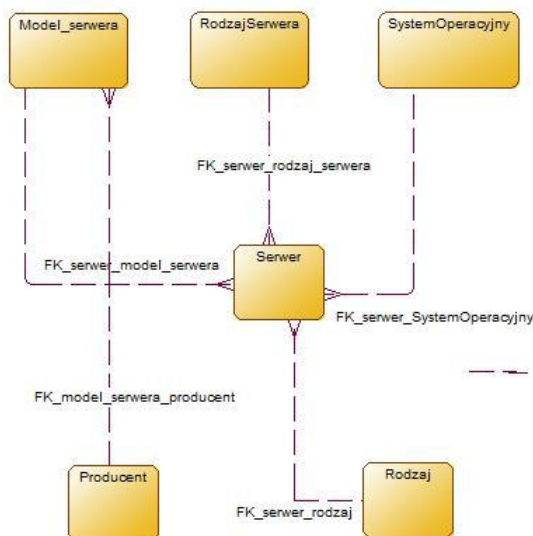 Model_serwera
RodzajSerwera
SystemOperacyjny
FK_serwer_rodzaj_serwera
Serwer
FK_serwer_model_serwera
FK_serwer_SystemOperacyjny
FK_model_serwera_producent
Producent
Rodzaj
FK_serwer_rodzaj